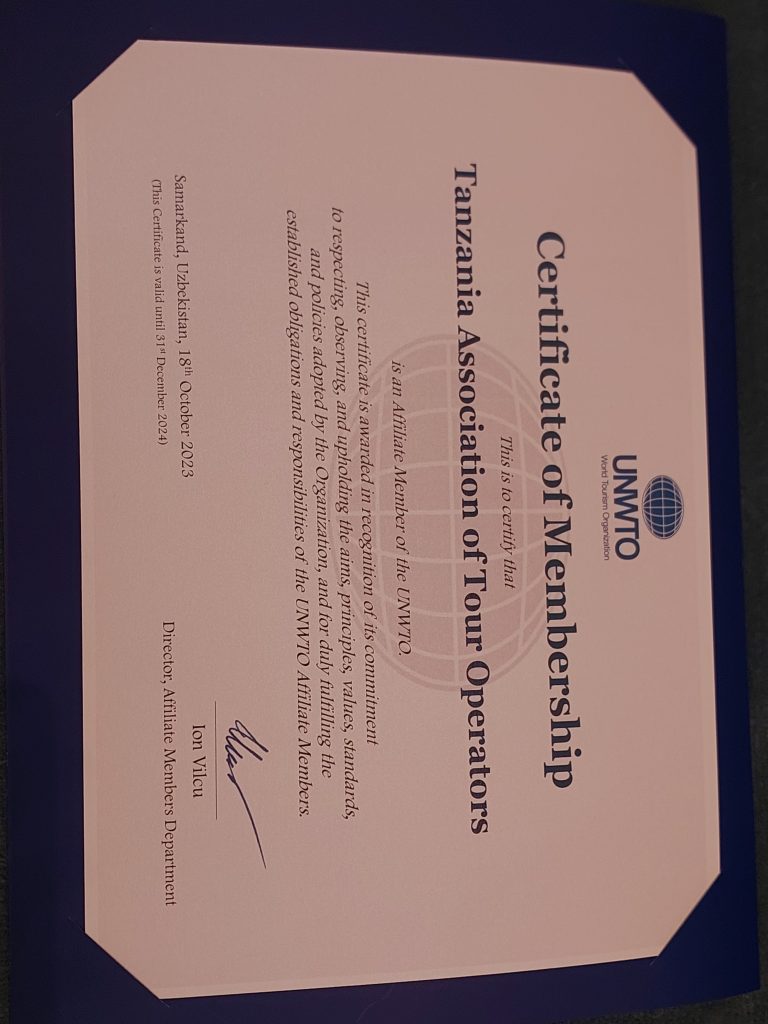 UNWTO
World Tourism Organization
Certificate of Membership
This is to certify that
Tanzania Association of Tour Operators
is an Affiliate Member of the UNWTO.
This certificate is awarded in recognition of its commitment
to respecting, observing, and upholding the aims, principles, values, standards,
and policies adopted by the Organization, and for duly fulfilling the
established obligations and responsibilities of the UNWTO Affiliate Members.
Ion Vilcu
Samarkand, Uzbekistan, 18th October 2023
Director, Affiliate Members Department
(This Certificate is valid until 31st December 2024)